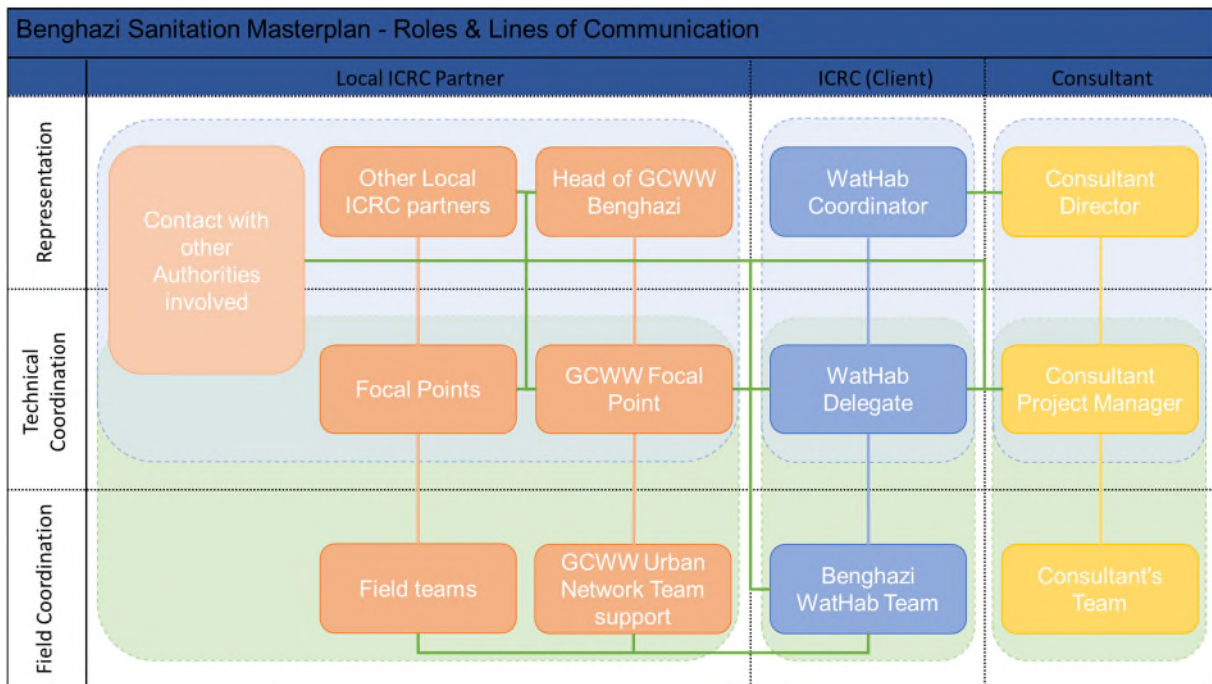 Benghazi Sanitation Masterplan - Roles & Lines of Communication
Local ICRC Partner
ICRC (Client)
Consultant
Representation
Contact with
other
Authorities
involved
Other Local
ICRC partners
Head of GCWW
Benghazi
WatHab
Coordinator
Consultant
Director
Technical
Coordination
Focal Points
GCWW Focal
Point
WatHab
Delegate
Consultant
Project Manager
Field Coordination
Field teams
GCWW Urban
Network Team
support
Benghazi
WatHab Team
Consultant's
Team